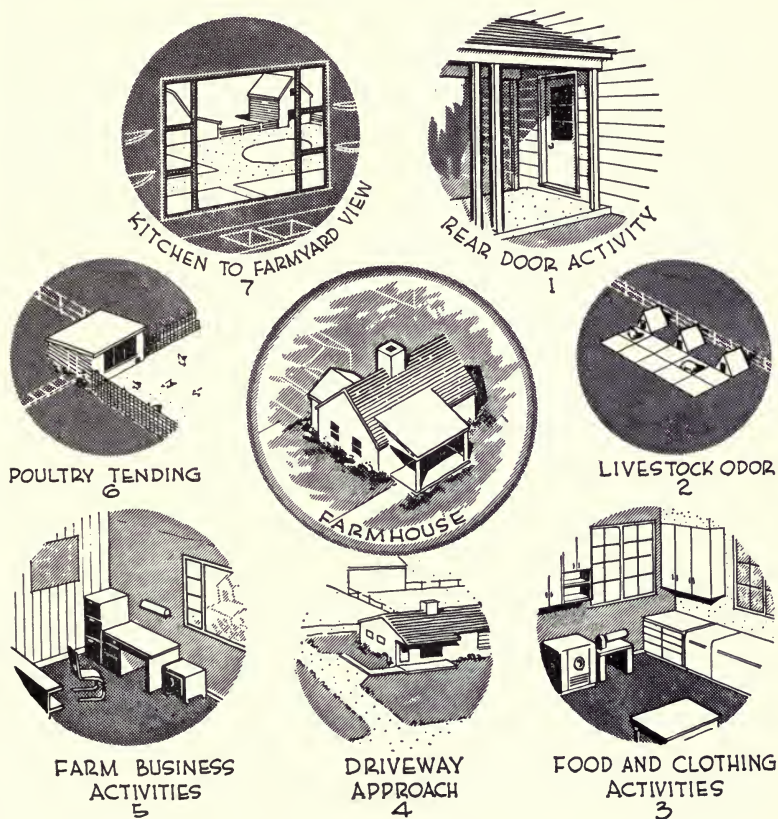 KITCHEN TO FARMYARD VIEW
7
REAR DOOR ACTIVITY
1
POULTRY TENDING
6
FARMHOUSE
LIVESTOCK ODOR
2
FARM BUSINESS
ACTIVITIES
5
DRIVEWAY
APPROACH
4
FOOD AND CLOTHING
ACTIVITIES
3